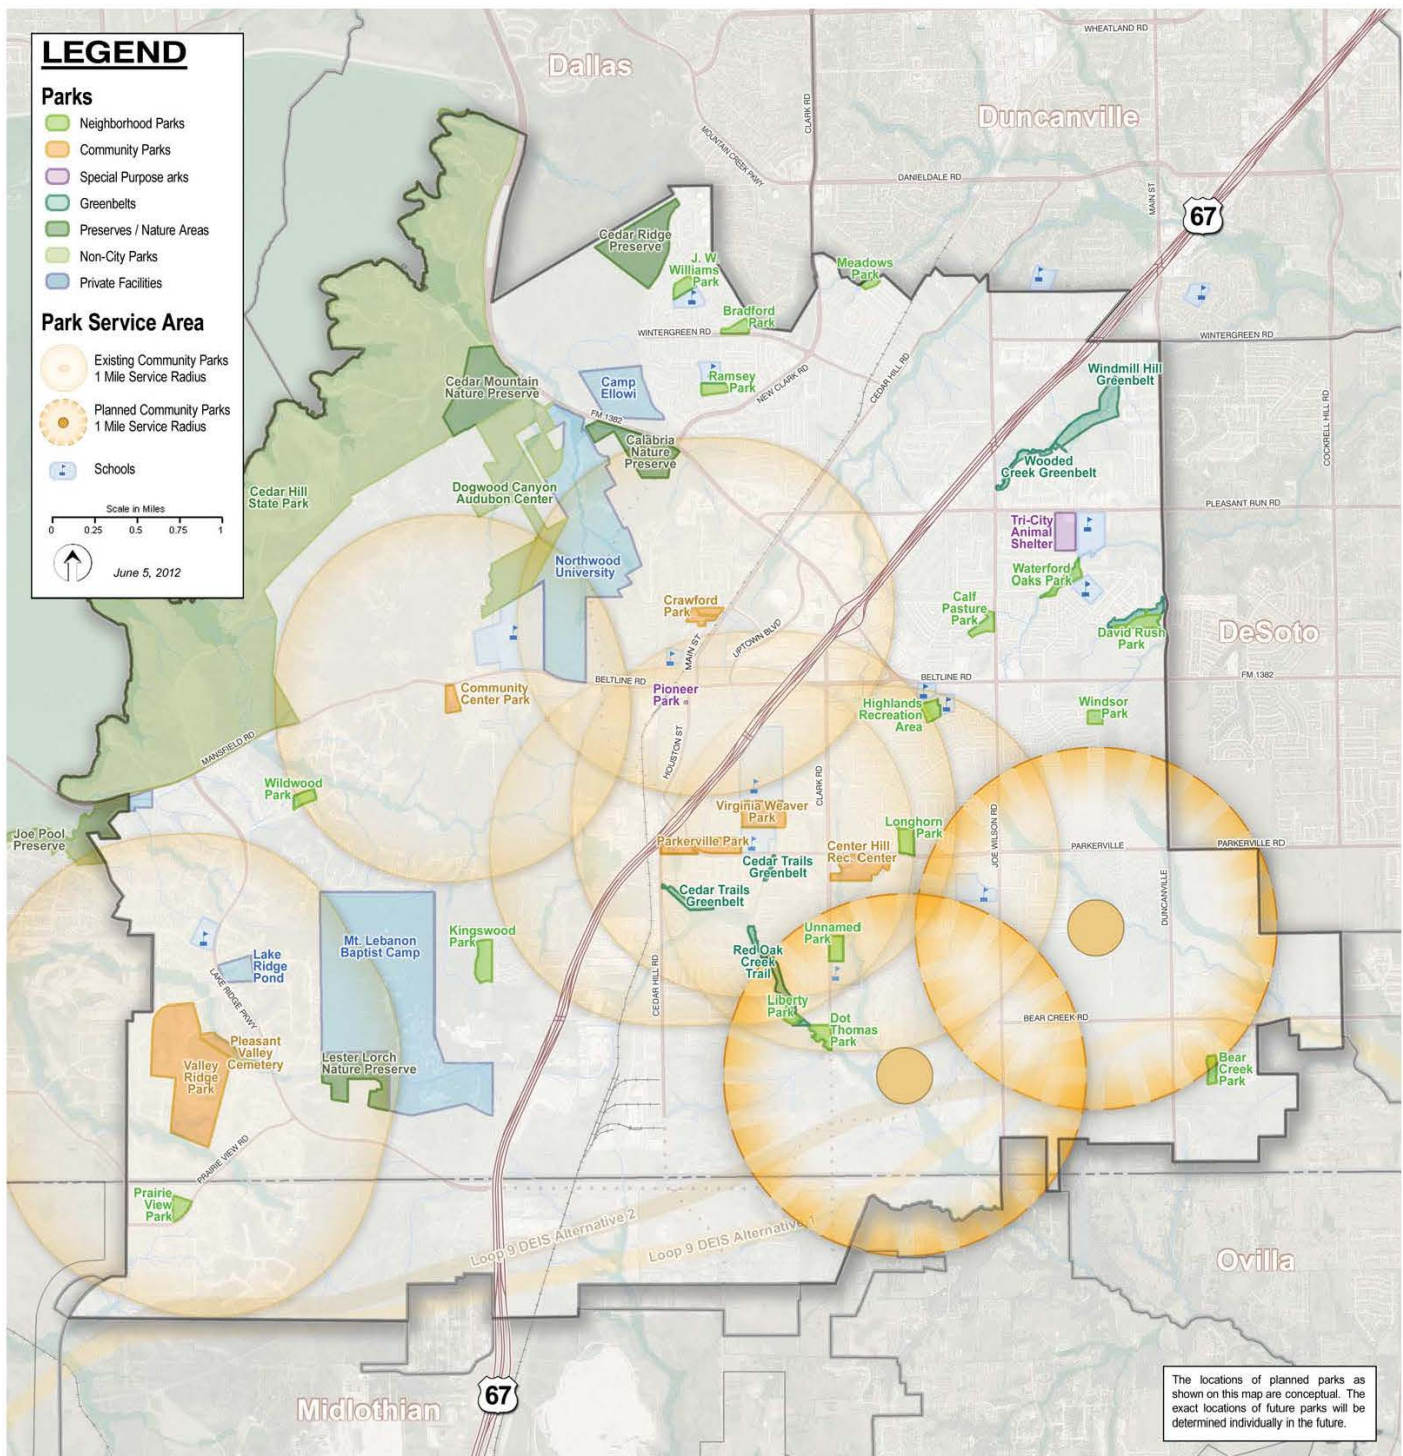 LEGEND
Parks
Neighborhood Parks
Community Parks
Special Purpose arks
Greenbelts
Preserves / Nature Areas
Non-City Parks
Private Facilities
Park Service Area
Existing Community Parks
1 Mile Service Radius
Planned Community Parks
1 Mile Service Radius
Schools
Scale in Miles
0 0.25 0.5 0.75 1
June 5, 2012
Dallas
WHEATLAND RD
Duncanville
CLARK RD
MOUNTAIN CREEK PKWY
DANIELDALE RD
MAIN ST
67
Cedar Ridge
Preserve
J. W.
Williams
Park
Meadows
Park
Bradford
Park
WINTERGREEN RD
WINTERGREEN RD
Cedar Mountain
Nature Preserve
Camp
Ellowi
Ramsey
Park
NEW CLARK RD
CEDAR HILL RD
Windmill Hill
Greenbelt
COCKRELL HILL RD
FM 1382
Calabria
Nature
Preserve
Wooded
Creek Greenbelt
Cedar Hill
State Park
Dogwood Canyon
Audubon Center
PLEASANT RUN RD
Tri-City
Animal
Shelter
Northwood
University
Waterford
Oaks Park
Crawford
Park
Calf
Pasture
Park
David Rush
Park
DeSoto
MAIN ST
UPTOWN BLVD
BELTLINE RD
BELTLINE RD
FM 1382
Community
Center Park
Pioneer
Park
Highlands
Recreation
Area
Windsor
Park
MANSFIELD RD
HOUSTON ST
CLARK RD
Wildwood
Park
Virginia Weaver
Park
Longhorn
Park
JOE WILSON RD
Joe Pool
Preserve
Parkerville Park
Center Hill
Rec. Center
PARKERVILLE
PARKERVILLE RD
Cedar Trails
Greenbelt
Cedar Trails
Greenbelt
DUNCANVILLE
Mt. Lebanon
Baptist Camp
Kingswood
Park
Unnamed
Park
Lake
Ridge
Pond
Red Oak
Creek
Trail
LAKE RIDGE PKWY
CEDAR HILL RD
Liberty
Park
Dot
Thomas
Park
BEAR CREEK RD
Pleasant
Valley
Cemetery
Valley
Ridge
Park
Lester Lorch
Nature Preserve
Bear
Creek
Park
PRAIRIE VIEW RD
Prairie
View
Park
Loop 9 DEIS Alternative 2
Loop 9 DEIS Alternative 1
Ovilla
Midlothian
67
The locations of planned parks as
shown on this map are conceptual. The
exact locations of future parks will be
determined individually in the future.